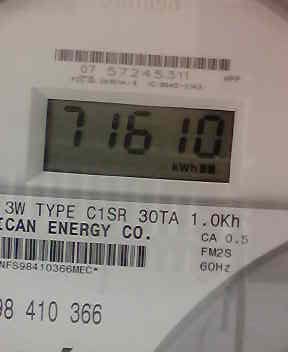 07 57245311
71610
kWh
3W TYPE C1SR 30TA 1.0Kh
ICAN ENERGY CO.
CA 0.5
FM2S
60Hz
NFS98410366MEC*
98 410 366